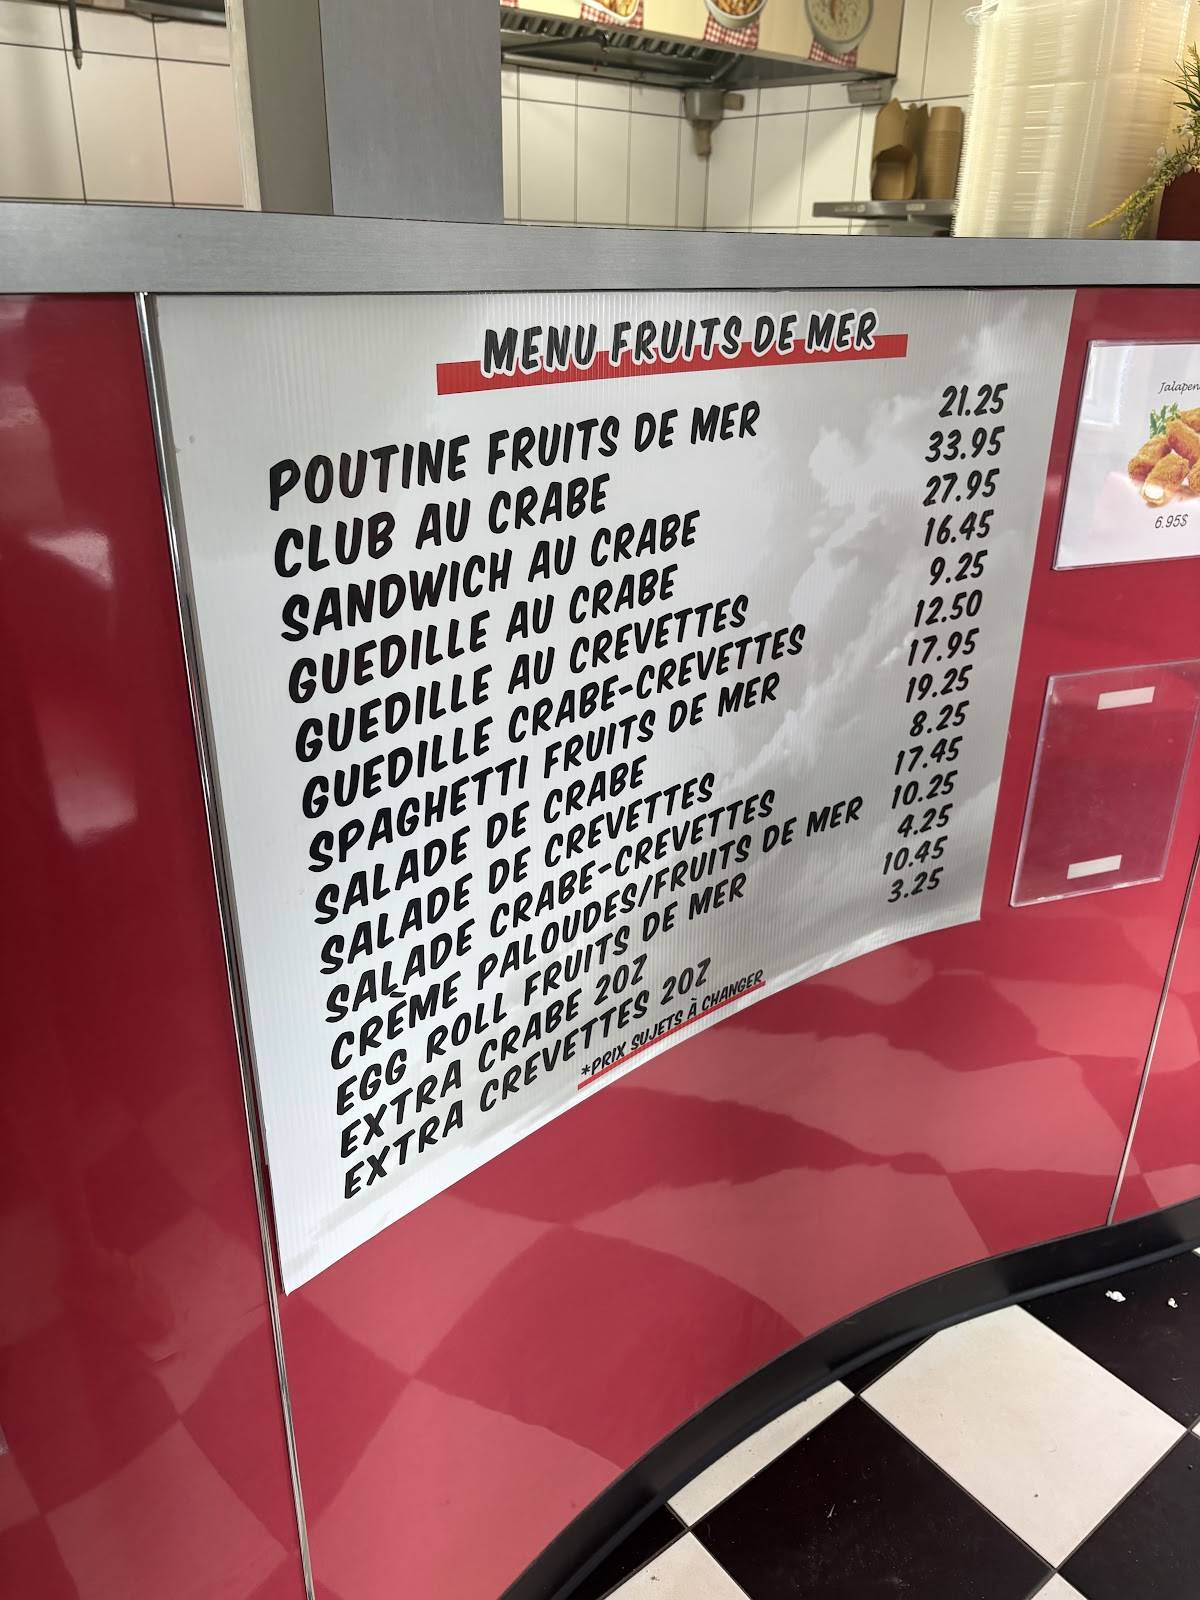 MENU FRUITS DE MER
POUTINE FRUITS DE MER 21.25
CLUB AU CRABE 33.95
SANDWICH AU CRABE 27.95
GUEDILLE AU CRABE 16.45
GUEDILLE AU CREVETTES 9.25
GUEDILLE CRABE-CREVETTES 12.50
SPAGHETTI FRUITS DE MER 17.95
SALADE DE CRABE 19.25
SALADE DE CREVETTES 8.25
SALADE CRABE-CREVETTES 17.45
CRÈME PALOUDES/FRUITS DE MER 10.25
EGG ROLL FRUITS DE MER 4.25
EXTRA CRABE 2OZ 10.45
EXTRA CREVETTES 2OZ 3.25
*PRIX SUJETS À CHANGER
Jalapen
6.95$